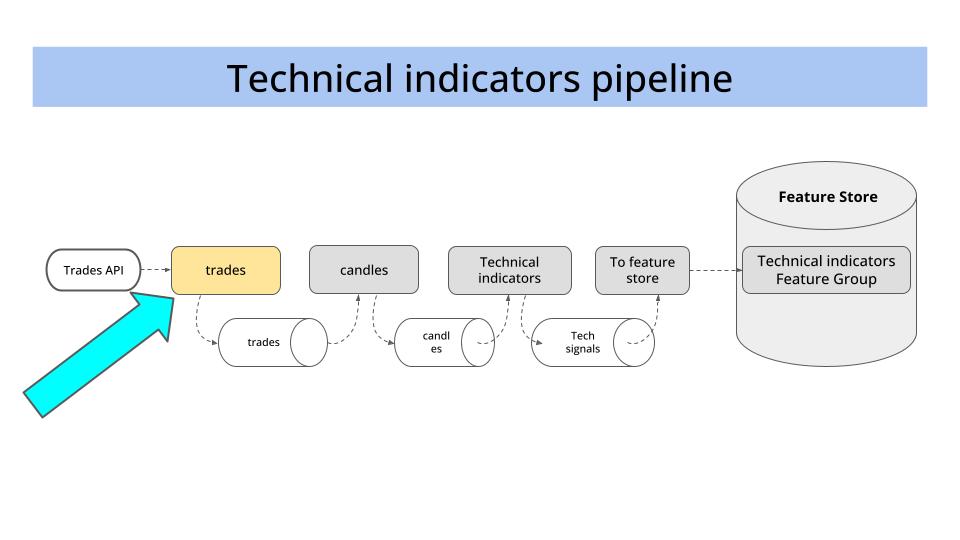 Technical indicators pipeline
Feature Store
Trades API
trades
candles
Technical
indicators
To feature
store
Technical indicators
Feature Group
trades
candl
es
Tech
signals